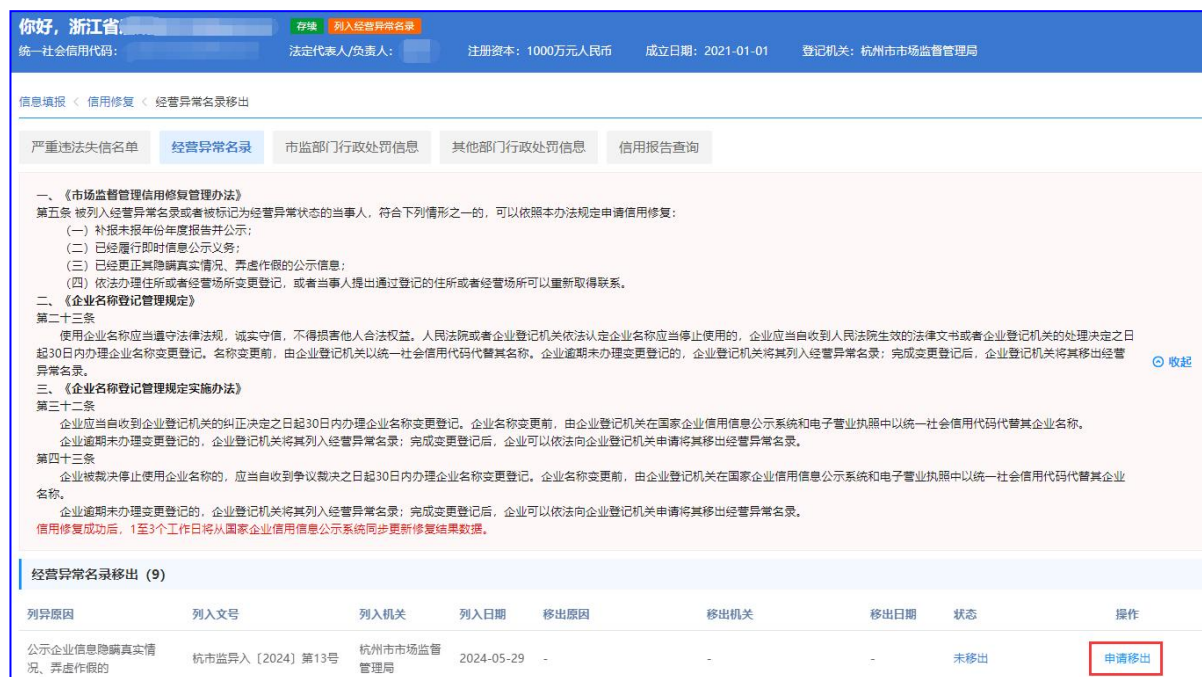 你好，浙江省
存续 列入经营异常名录
统一社会信用代码： 法定代表人/负责人： 注册资本：1000万元人民币 成立日期：2021-01-01 登记机关：杭州市市场监督管理局
信息填报 < 信用修复 < 经营异常名录移出
严重违法失信名单 经营异常名录 市监部门行政处罚信息 其他部门行政处罚信息 信用报告查询
一、《市场监督管理信用修复管理办法》
第五条 被列入经营异常名录或者被标记为经营异常状态的当事人，符合下列情形之一的，可以依照本办法规定申请信用修复：
（一）补报未报年份年度报告并公示；
（二）已经履行即时信息公示义务；
（三）已经更正其隐瞒真实情况、弄虚作假的公示信息；
（四）依法办理住所或者经营场所变更登记，或者当事人提出通过登记的住所或者经营场所可以重新取得联系。
二、《企业名称登记管理规定》
第二十三条
使用企业名称应当遵守法律法规，诚实守信，不得损害他人合法权益。人民法院或者企业登记机关依法认定企业名称应当停止使用的，企业应当自收到人民法院生效的法律文书或者企业登记机关的处理决定之日
起30日内办理企业名称变更登记。名称变更前，由企业登记机关以统一社会信用代码代替其名称。企业逾期未办理变更登记的，企业登记机关将其列入经营异常名录；完成变更登记后，企业登记机关将其移出经营
异常名录。
收起
三、《企业名称登记管理规定实施办法》
第三十二条
企业应当自收到企业登记机关的纠正决定之日起30日内办理企业名称变更登记。企业名称变更前，由企业登记机关在国家企业信用信息公示系统和电子营业执照中以统一社会信用代码代替其企业名称。
企业逾期未办理变更登记的，企业登记机关将其列入经营异常名录；完成变更登记后，企业可以依法向企业登记机关申请将其移出经营异常名录。
第四十三条
企业被裁决停止使用企业名称的，应当自收到争议裁决之日起30日内办理企业名称变更登记。企业名称变更前，由企业登记机关在国家企业信用信息公示系统和电子营业执照中以统一社会信用代码代替其企业
名称。
企业逾期未办理变更登记的，企业登记机关将其列入经营异常名录；完成变更登记后，企业可以依法向企业登记机关申请将其移出经营异常名录。
信用修复成功后，1至3个工作日将从国家企业信用信息公示系统同步更新修复结果数据。
经营异常名录移出（9）
列异原因 列入文号 列入机关 列入日期 移出原因 移出机关 移出日期 状态 操作
公示企业信息隐瞒真实情况、弄虚作假的 杭市监异入〔2024〕第13号 杭州市市场监督管理局 2024-05-29 - - - 未移出 申请移出